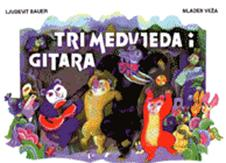 LJUDEVIT BAUER MLADEN VEŽA
TRI MEDVJEDA i
GITARA